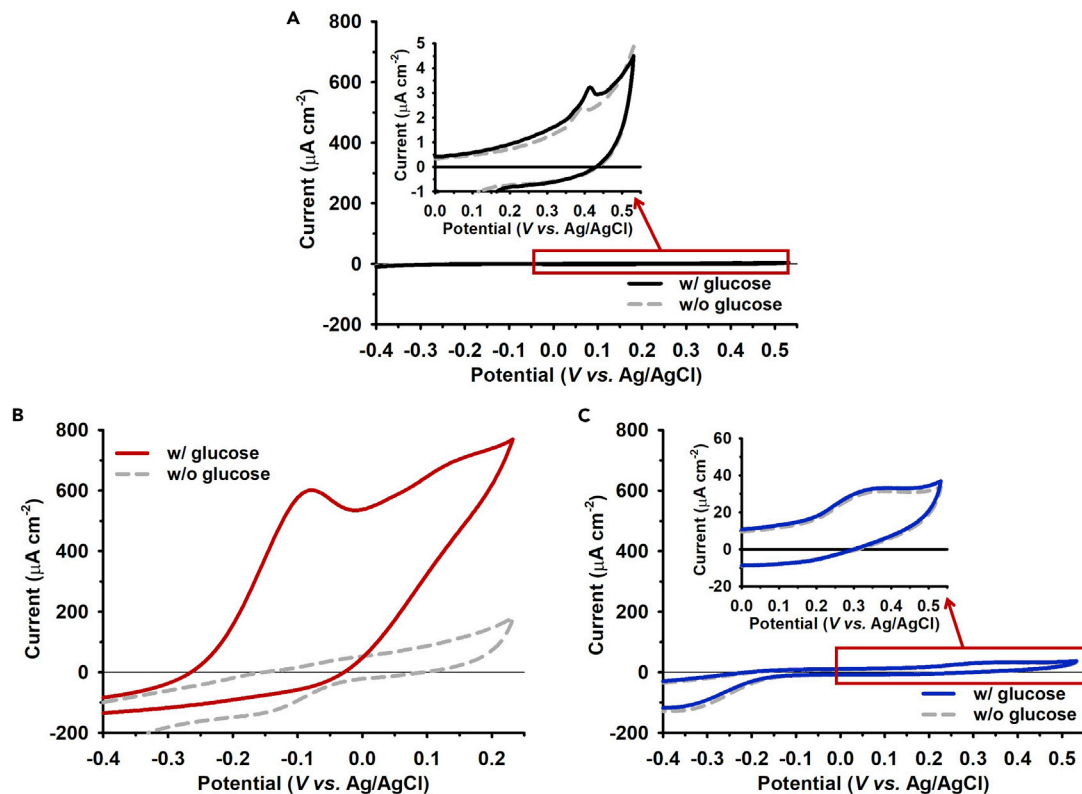 A
800
600
400
200
0
-200
Current (μA cm-2)
-0.4 -0.3 -0.2 -0.1 0.0 0.1 0.2 0.3 0.4 0.5
Potential (V vs. Ag/AgCl)
5
4
3
2
1
0
-1
Current (μA cm-2)
0.0 0.1 0.2 0.3 0.4 0.5
Potential (V vs. Ag/AgCl)
w/ glucose
w/o glucose
B
800
600
400
200
0
-200
Current (μA cm-2)
w/ glucose
w/o glucose
-0.4 -0.3 -0.2 -0.1 0.0 0.1 0.2
Potential (V vs. Ag/AgCl)
C
800
600
400
200
0
-200
Current (μA cm-2)
60
40
20
0
-20
Current (μA cm-2)
0.0 0.1 0.2 0.3 0.4 0.5
Potential (V vs. Ag/AgCl)
w/ glucose
w/o glucose
-0.4 -0.3 -0.2 -0.1 0.0 0.1 0.2 0.3 0.4 0.5
Potential (V vs. Ag/AgCl)